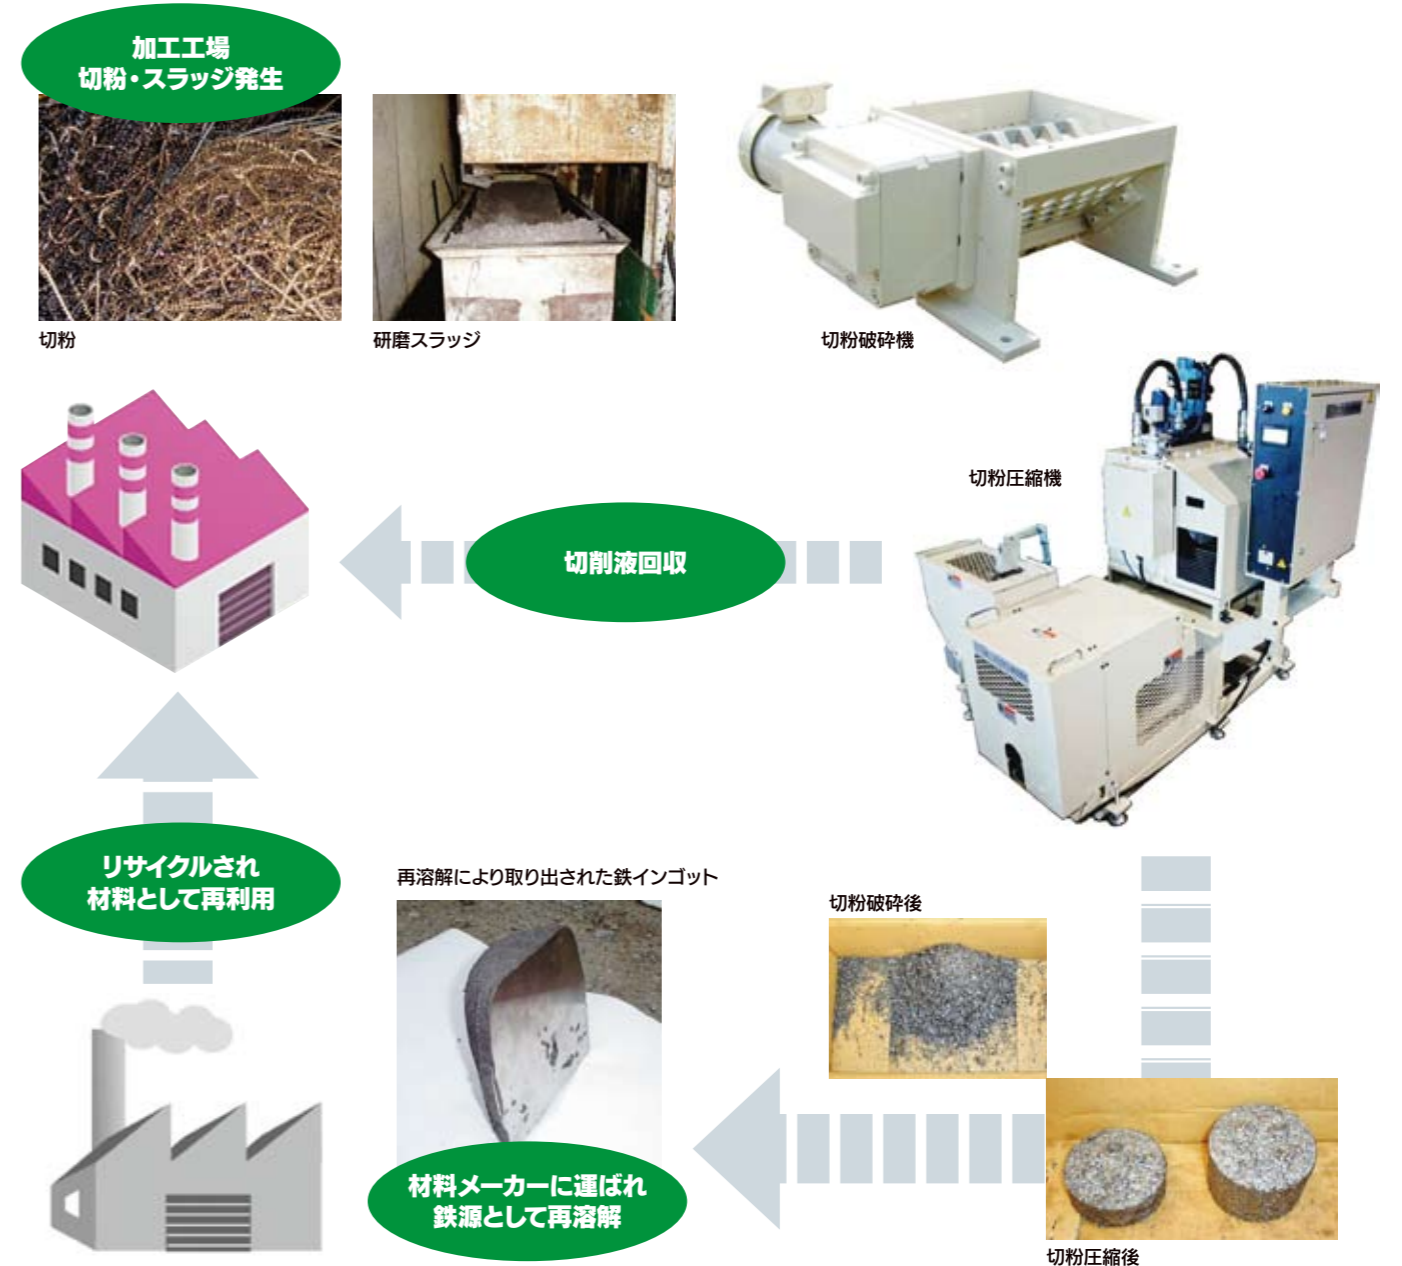 加工工場
切粉・スラッジ発生
切粉
研磨スラッジ
切粉破砕機
切粉圧縮機
切削液回収
リサイクルされ
材料として再利用
再溶解により取り出された鉄インゴット
切粉破砕後
材料メーカーに運ばれ
鉄源として再溶解
切粉圧縮後